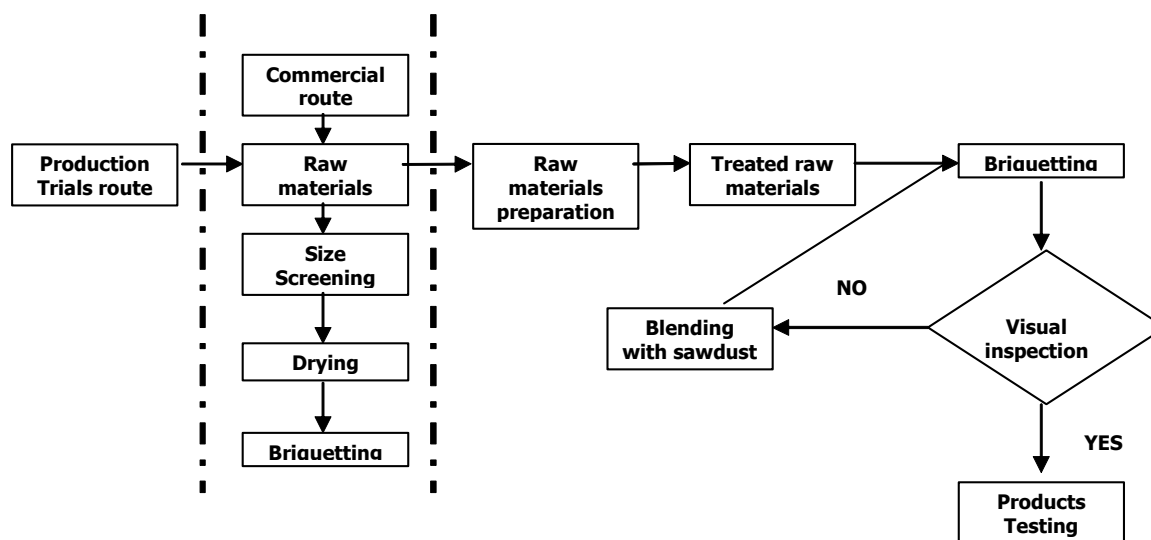 Commercial
route
Production
Trials route
Raw
materials
Raw
materials
preparation
Treated raw
materials
Briquetting
Size
Screening
NO
Blending
with sawdust
Visual
inspection
Drying
Briquetting
YES
Products
Testing